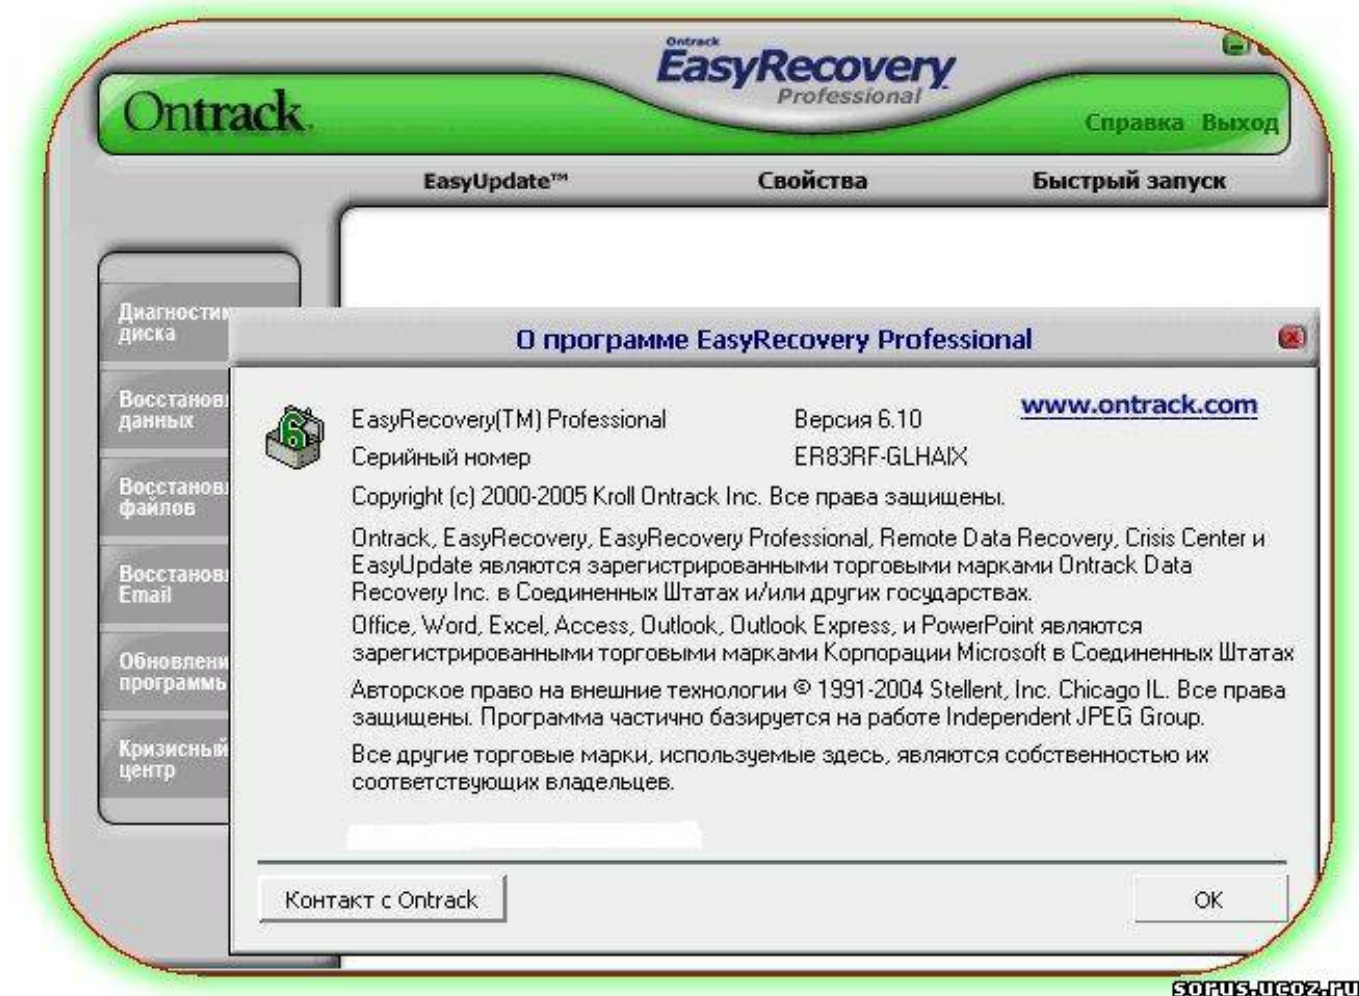 Ontrack
EasyRecovery
Professional
Ontrack.
Справка Выход
EasyUpdate™ Свойства Быстрый запуск
диска
О программе EasyRecovery Professional
данных
файлов
Email
центр
6
EasyRecovery(TM) Professional Версия 6.10 www.ontrack.com
Серийный номер ER83RF-GLHAIX
Copyright (c) 2000-2005 Kroll Ontrack Inc. Все права защищены.
Ontrack, EasyRecovery, EasyRecovery Professional, Remote Data Recovery, Crisis Center и
EasyUpdate являются зарегистрированными торговыми марками Ontrack Data
Recovery Inc. в Соединенных Штатах и/или других государствах.
Office, Word, Excel, Access, Outlook, Outlook Express, и PowerPoint являются
зарегистрированными торговыми марками Корпорации Microsoft в Соединенных Штатах
Авторское право на внешние технологии © 1991-2004 Stellent, Inc. Chicago IL. Все права
защищены. Программа частично базируется на работе Independent JPEG Group.
Все другие торговые марки, используемые здесь, являются собственностью их
соответствующих владельцев.
Контакт с Ontrack OK
sorus.ucoz.ru